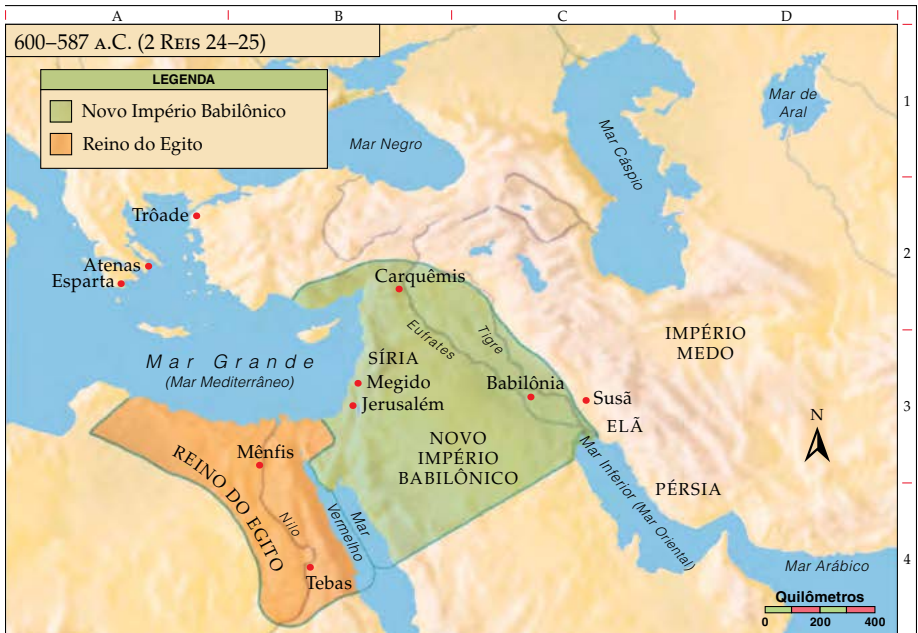 A B C D
600–587 A.C. (2 REIS 24–25)
LEGENDA
Novo Império Babilônico
Reino do Egito
1
Mar de
Aral
Mar Negro
Mar Cáspio
Trôade
2
Atenas
Esparta
Carquêmis
Eufrates
Tigre
IMPÉRIO
MEDO
Mar Grande
(Mar Mediterrâneo)
SÍRIA
Megido
Jerusalém
Babilônia
Susã
3
ELÃ
N
NOVO
IMPÉRIO
BABILÔNICO
Mênfis
REINO DO EGITO
Nilo
Mar
Vermelho
Mar Inferior (Mar Oriental)
PÉRSIA
4
Mar Arábico
Tebas
Quilômetros
0 200 400